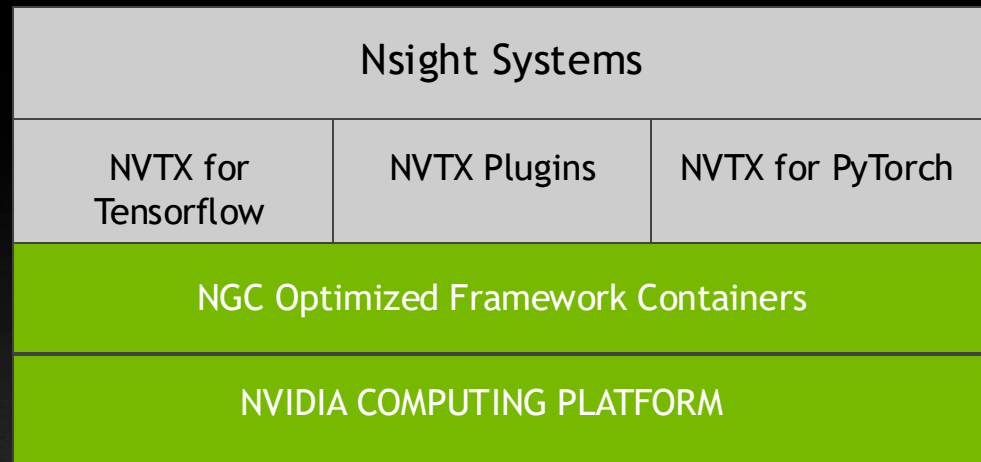 Nsight Systems
NVTX for
Tensorflow
NVTX Plugins
NVTX for PyTorch
NGC Optimized Framework Containers
NVIDIA COMPUTING PLATFORM